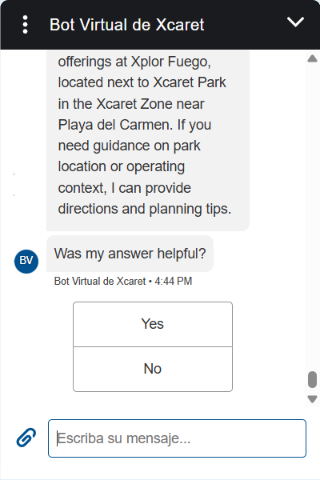 Bot Virtual de Xcaret
offerings at Xplor Fuego,
located next to Xcaret Park
in the Xcaret Zone near
Playa del Carmen. If you
need guidance on park
location or operating
context, I can provide
directions and planning tips.
Was my answer helpful?
BV
Bot Virtual de Xcaret • 4:44 PM
Yes
No
Escriba su mensaje...